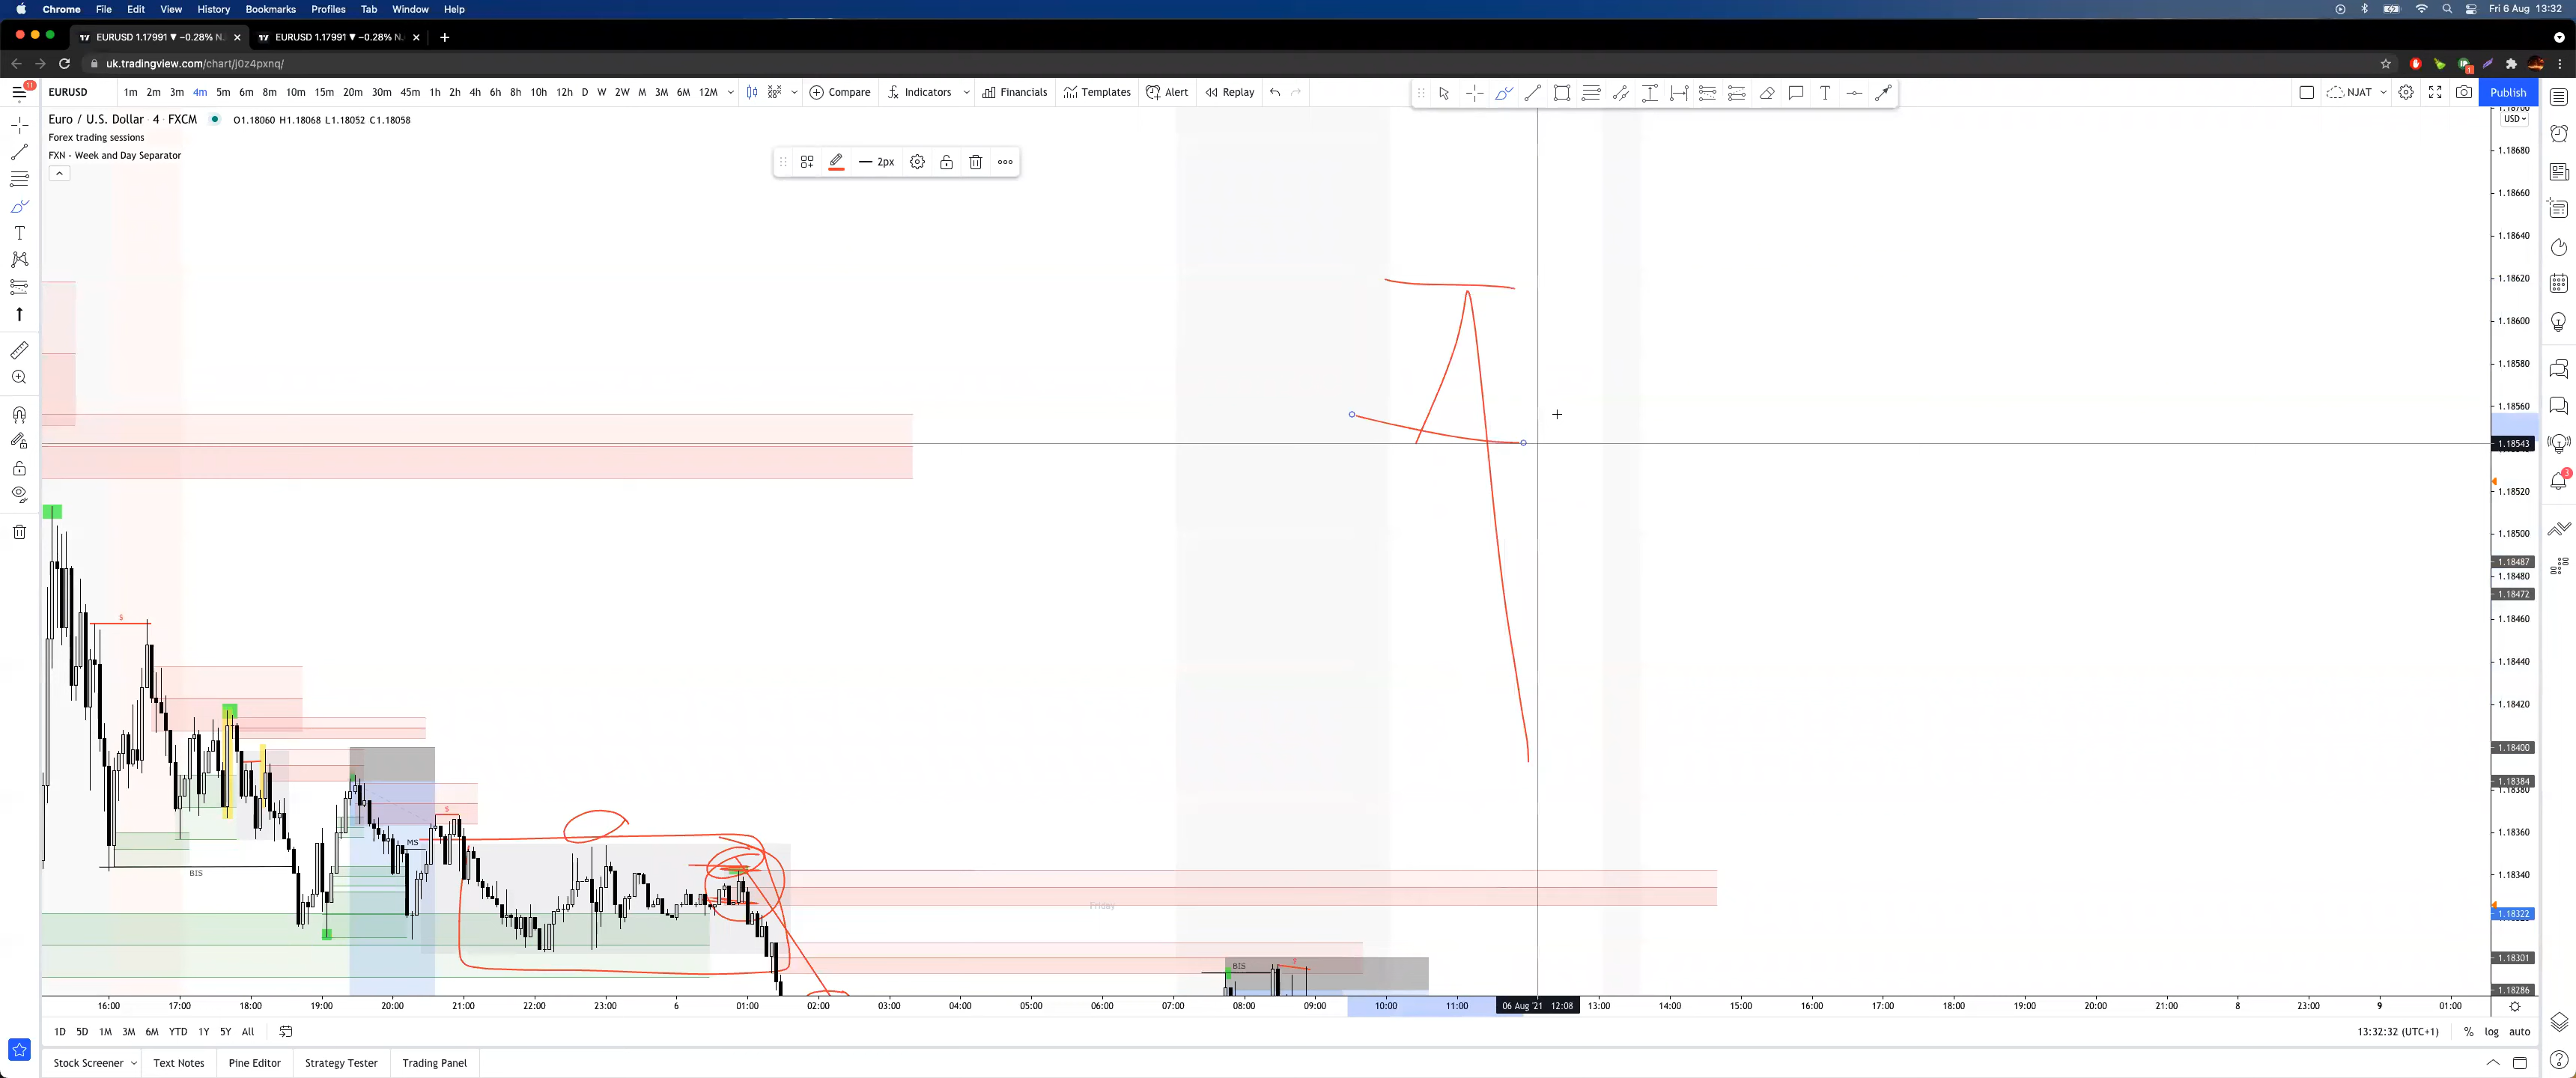 Chrome File Edit View History Bookmarks Profiles Tab Window Help Fri 6 Aug 13:32
EURUSD 1.17991 ▼ −0.28% N. EURUSD 1.17991 ▼ −0.28% N.
uk.tradingview.com/chart/j0z4pxnq/
11 EURUSD 1m 2m 3m 4m 5m 6m 8m 10m 15m 20m 30m 45m 1h 2h 4h 6h 8h 10h 12h D W 2W M 3M 6M 12M Compare Indicators Financials Templates Alert Replay NJAT Publish
Euro / U.S. Dollar · 4 · FXCM O1.18060 H1.18068 L1.18052 C1.18058
Forex trading sessions
FXN - Week and Day Separator
2px
USD
1.18700
1.18680
1.18660
1.18640
1.18620
1.18600
1.18580
1.18560
1.18543
1.18520
1.18500
1.18487
1.18480
1.18472
1.18460
1.18440
1.18420
1.18400
1.18384
1.18380
1.18360
1.18340
1.18322
1.18301
1.18286
3
$
$
MS
BIS
Friday
BIS
$
16:00 17:00 18:00 19:00 20:00 21:00 22:00 23:00 6 01:00 02:00 03:00 04:00 05:00 06:00 07:00 08:00 09:00 10:00 11:00 06 Aug '21 12:08 13:00 14:00 15:00 16:00 17:00 18:00 19:00 20:00 21:00 22:00 23:00 8 01:00 9
1D 5D 1M 3M 6M YTD 1Y 5Y All 13:32:32 (UTC+1) % log auto
Stock Screener Text Notes Pine Editor Strategy Tester Trading Panel